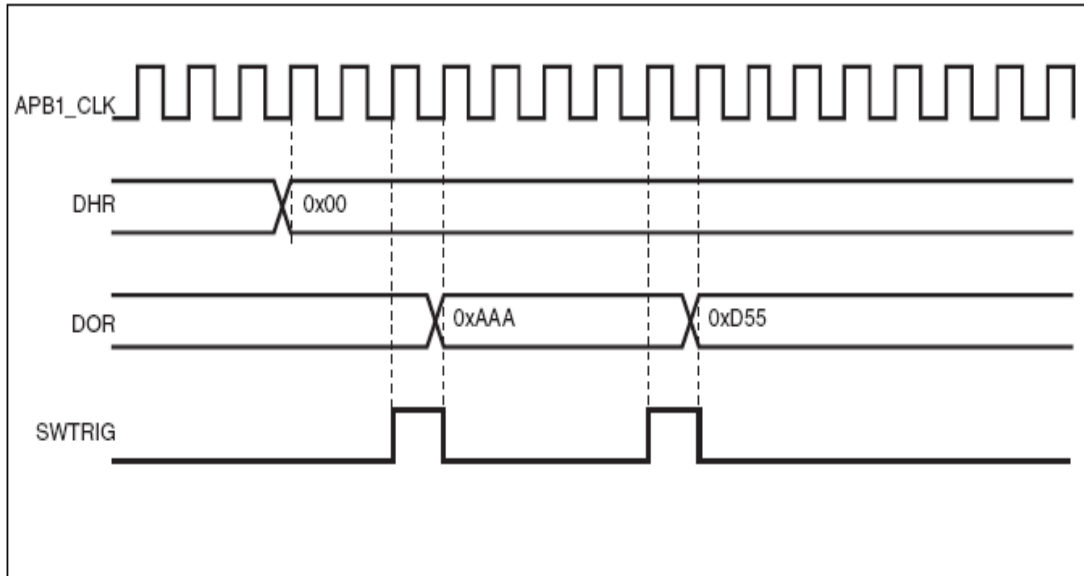 APB1_CLK
DHR
0x00
DOR
0xAAA
0xD55
SWTRIG